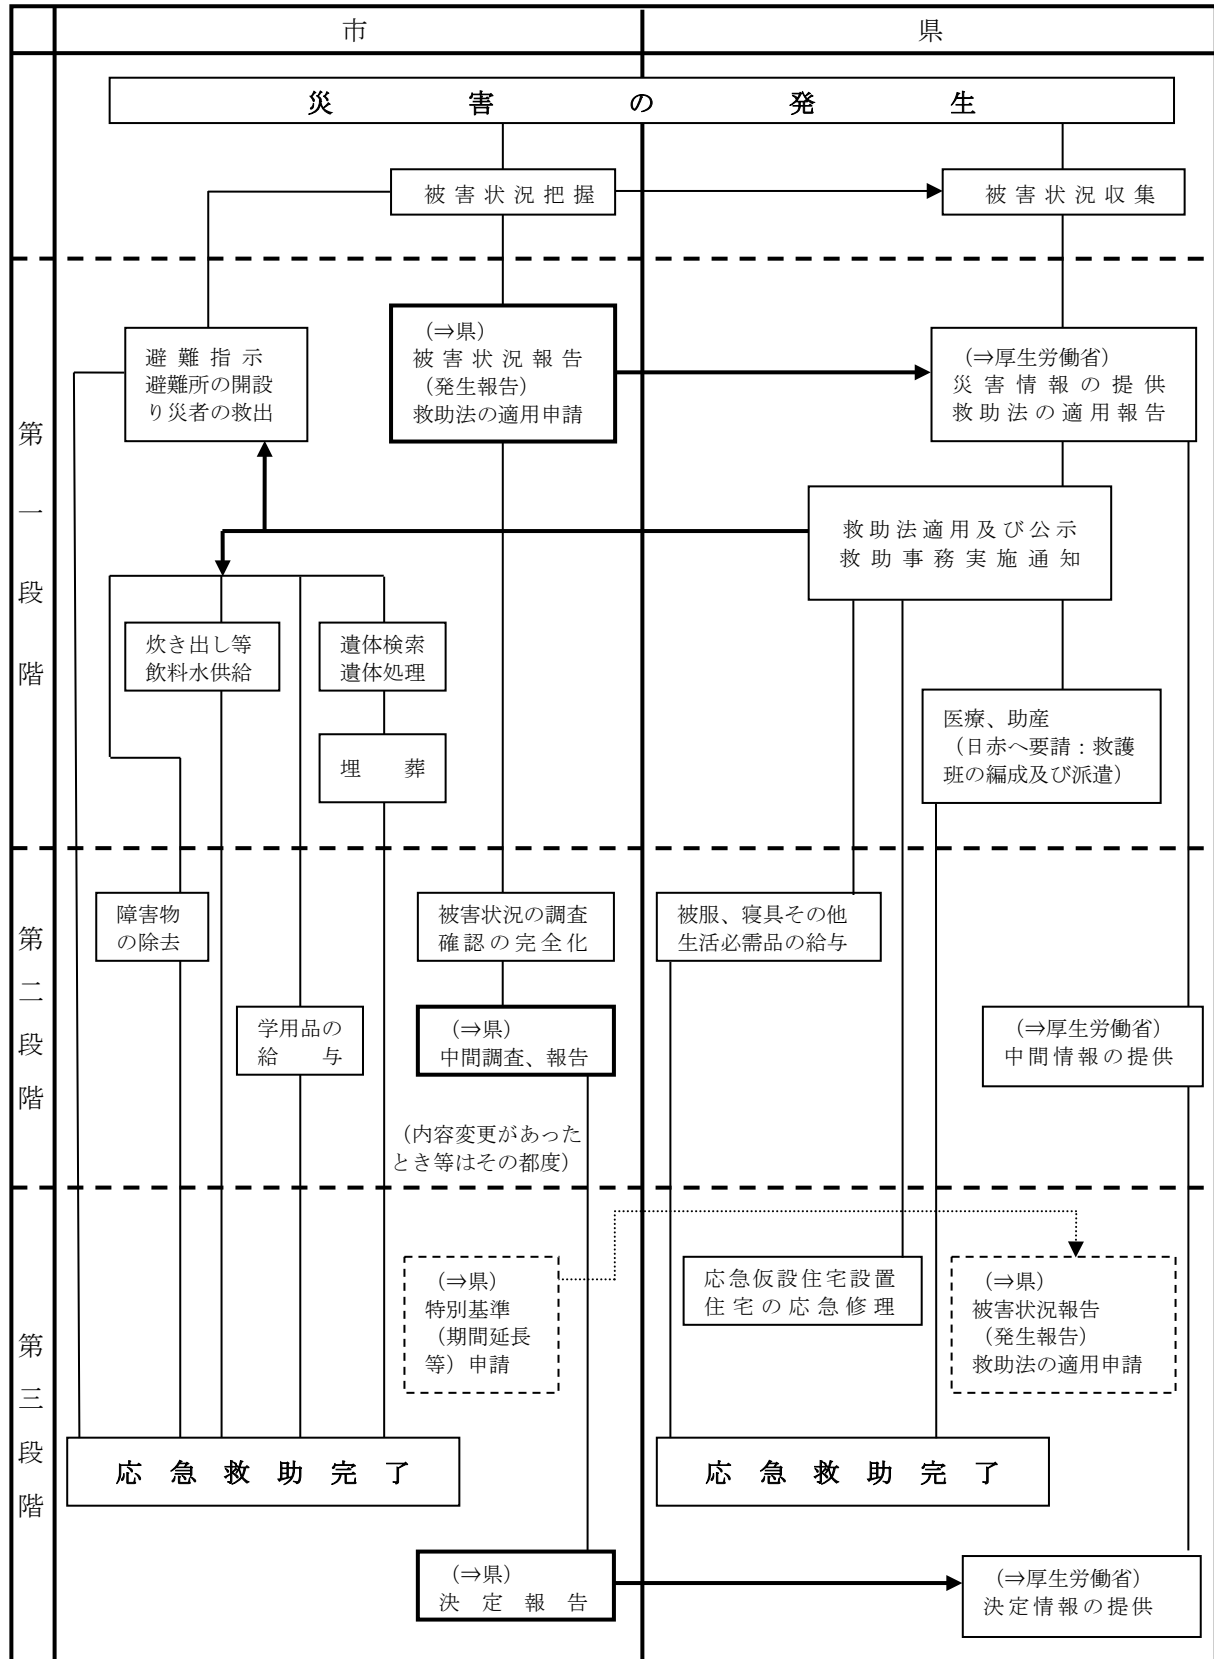 市
県
災害の発生
被害状況把握
被害状況収集
第一段階
避難指示
避難所の開設
り災者の救出
(⇒県)
被害状況報告
(発生報告)
救助法の適用申請
(⇒厚生労働省)
災害情報の提供
救助法の適用報告
救助法適用及び公示
救助事務実施通知
炊き出し等
飲料水供給
遺体検索
遺体処理
埋葬
医療、助産
(日赤へ要請：救護
班の編成及び派遣)
第二段階
障害物
の除去
被害状況の調査
確認の完全化
被服、寝具その他
生活必需品の給与
学用品の
給与
(⇒県)
中間調査、報告
(⇒厚生労働省)
中間情報の提供
(内容変更があった
とき等はその都度)
第三段階
(⇒県)
特別基準
(期間延長
等)申請
応急仮設住宅設置
住宅の応急修理
(⇒県)
被害状況報告
(発生報告)
救助法の適用申請
応急救助完了
応急救助完了
(⇒県)
決定報告
(⇒厚生労働省)
決定情報の提供